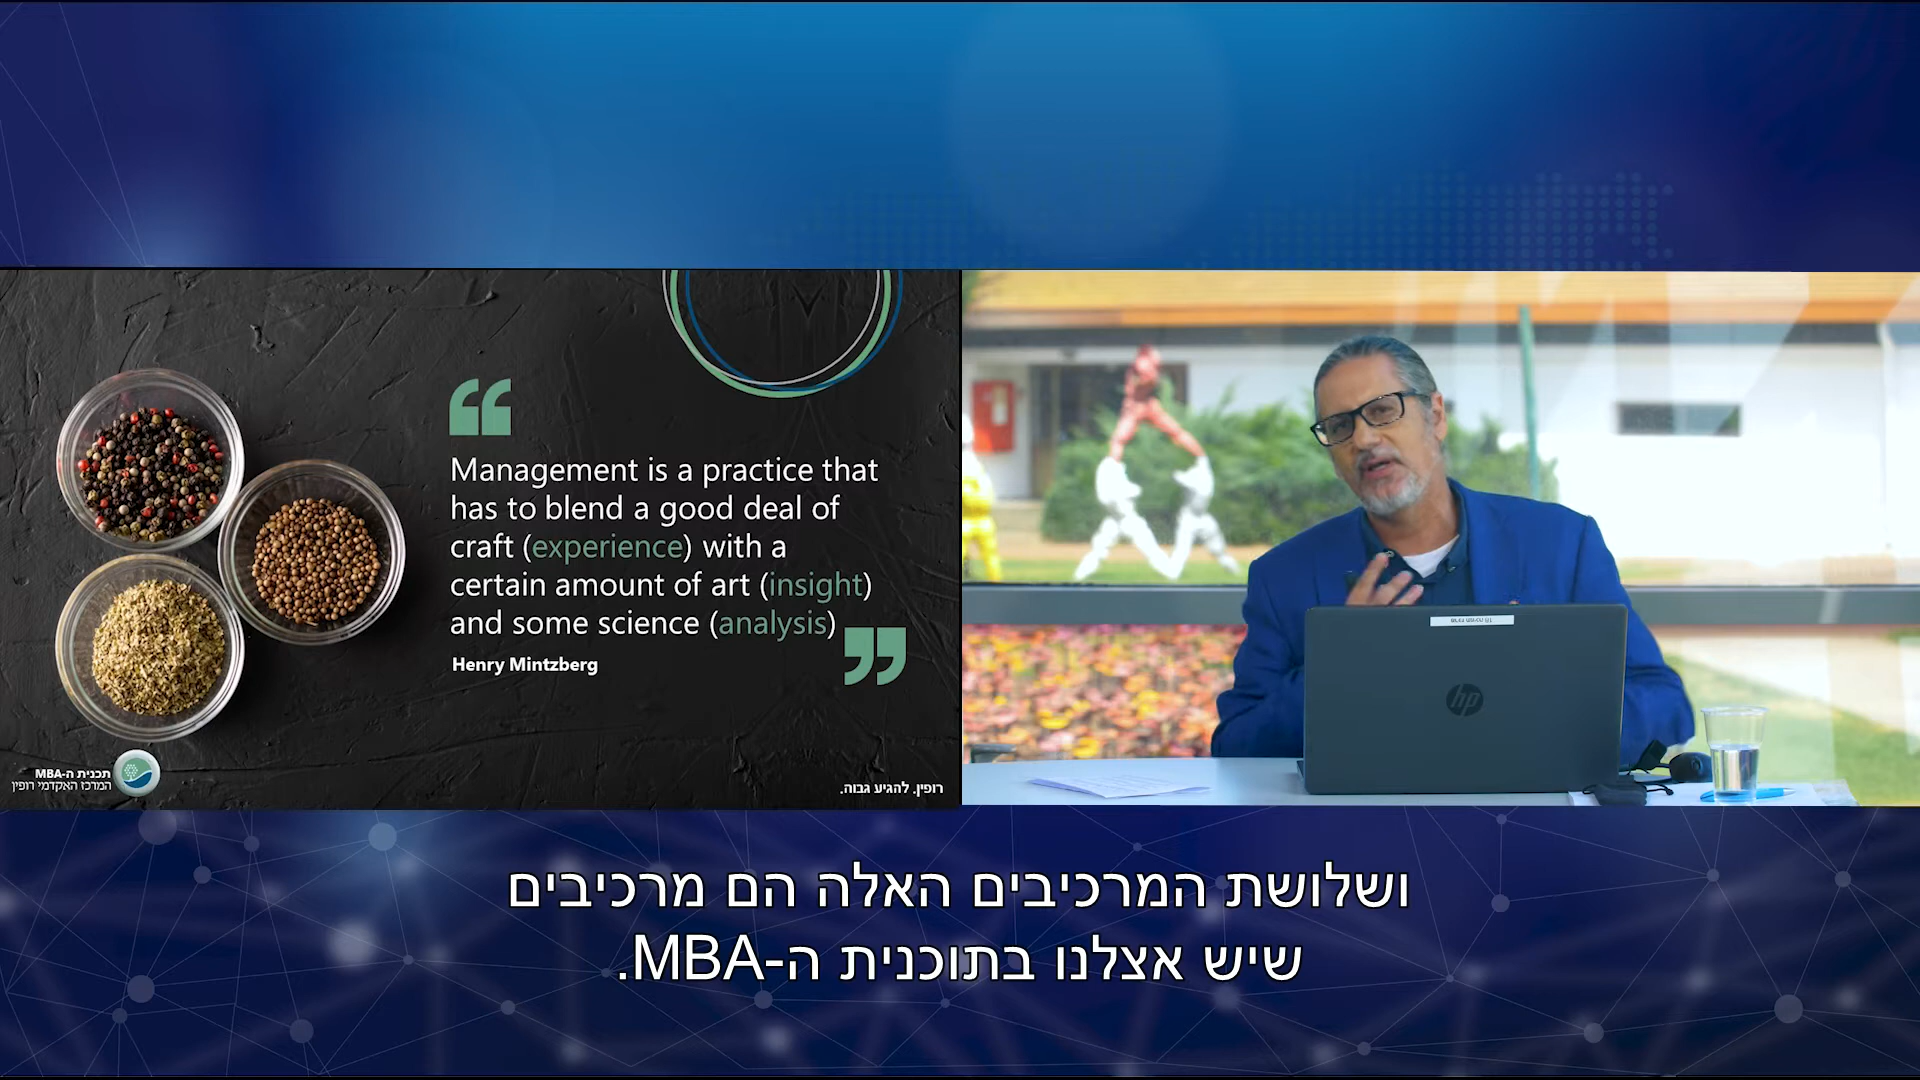 Management is a practice that
has to blend a good deal of
craft (experience) with a
certain amount of art (insight)
and some science (analysis)
Henry Mintzberg
תכנית ה-MBA
המרכז האקדמי רופין
רופין. להגיע גבוה.
hp
ושלושת המרכיבים האלה הם מרכיבים
שיש אצלנו בתוכנית ה-MBA.